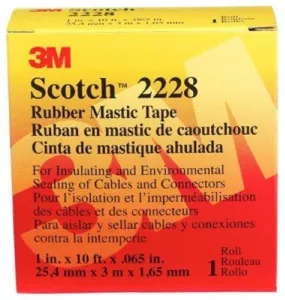 3M
Scotch™ 2228
Rubber Mastic Tape
Ruban en mastic de caoutchouc
Cinta de mastique ahulada
For Insulating and Environmental
Sealing of Cables and Connectors
Pour l'isolation et l'imperméabilisation
des câbles et des connecteurs
Para aislar y sellar cables y conexiones
contra la intemperie
1 in. x 10 ft. x .065 in.
25,4 mm x 3 m x 1,65 mm
1 Roll
Rouleau
Rollo